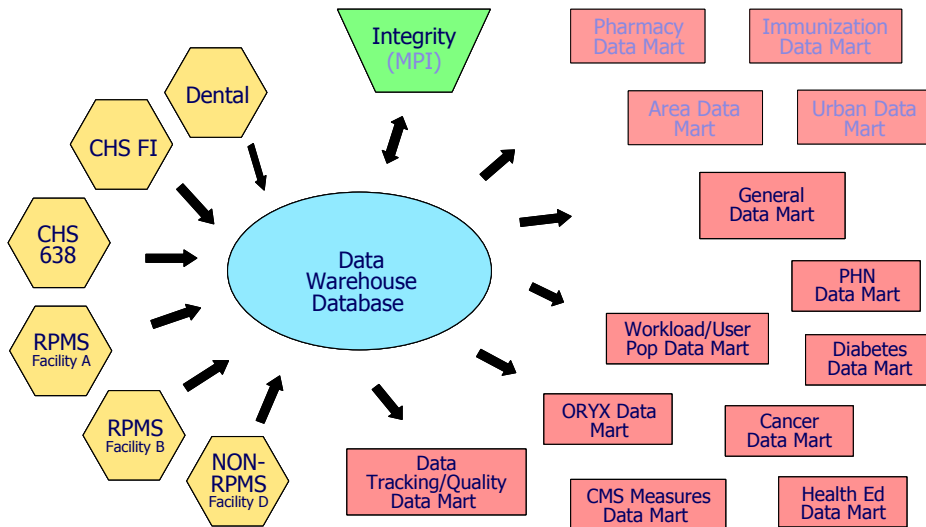 Integrity
(MPI)
Pharmacy
Data Mart
Immunization
Data Mart
Dental
Area Data
Mart
Urban Data
Mart
CHS FI
General
Data Mart
CHS
638
Data
Warehouse
Database
PHN
Data Mart
RPMS
Facility A
Workload/User
Pop Data Mart
Diabetes
Data Mart
RPMS
Facility B
ORYX Data
Mart
Cancer
Data Mart
NON-
RPMS
Facility D
Data
Tracking/Quality
Data Mart
CMS Measures
Data Mart
Health Ed
Data Mart